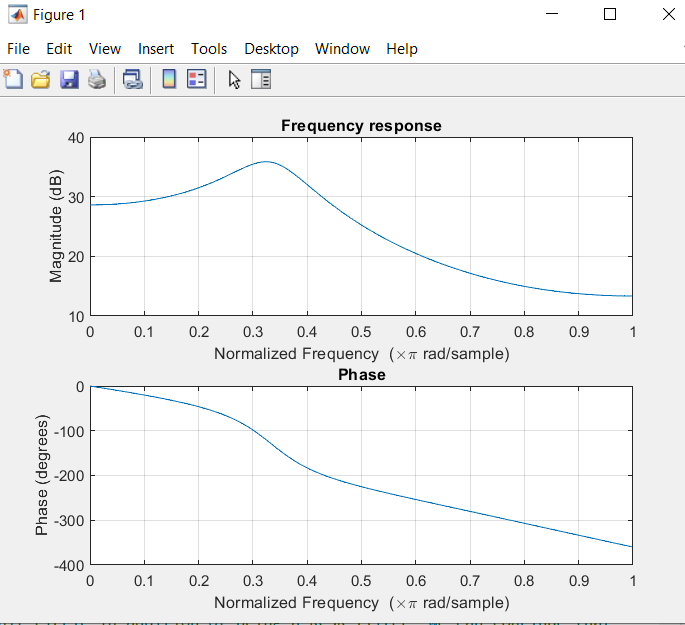 Figure 1
File Edit View Insert Tools Desktop Window Help
Frequency response
40
30
20
10
Magnitude (dB)
0 0.1 0.2 0.3 0.4 0.5 0.6 0.7 0.8 0.9 1
Normalized Frequency (×π rad/sample)
Phase
0
-100
-200
-300
-400
Phase (degrees)
0 0.1 0.2 0.3 0.4 0.5 0.6 0.7 0.8 0.9 1
Normalized Frequency (×π rad/sample)